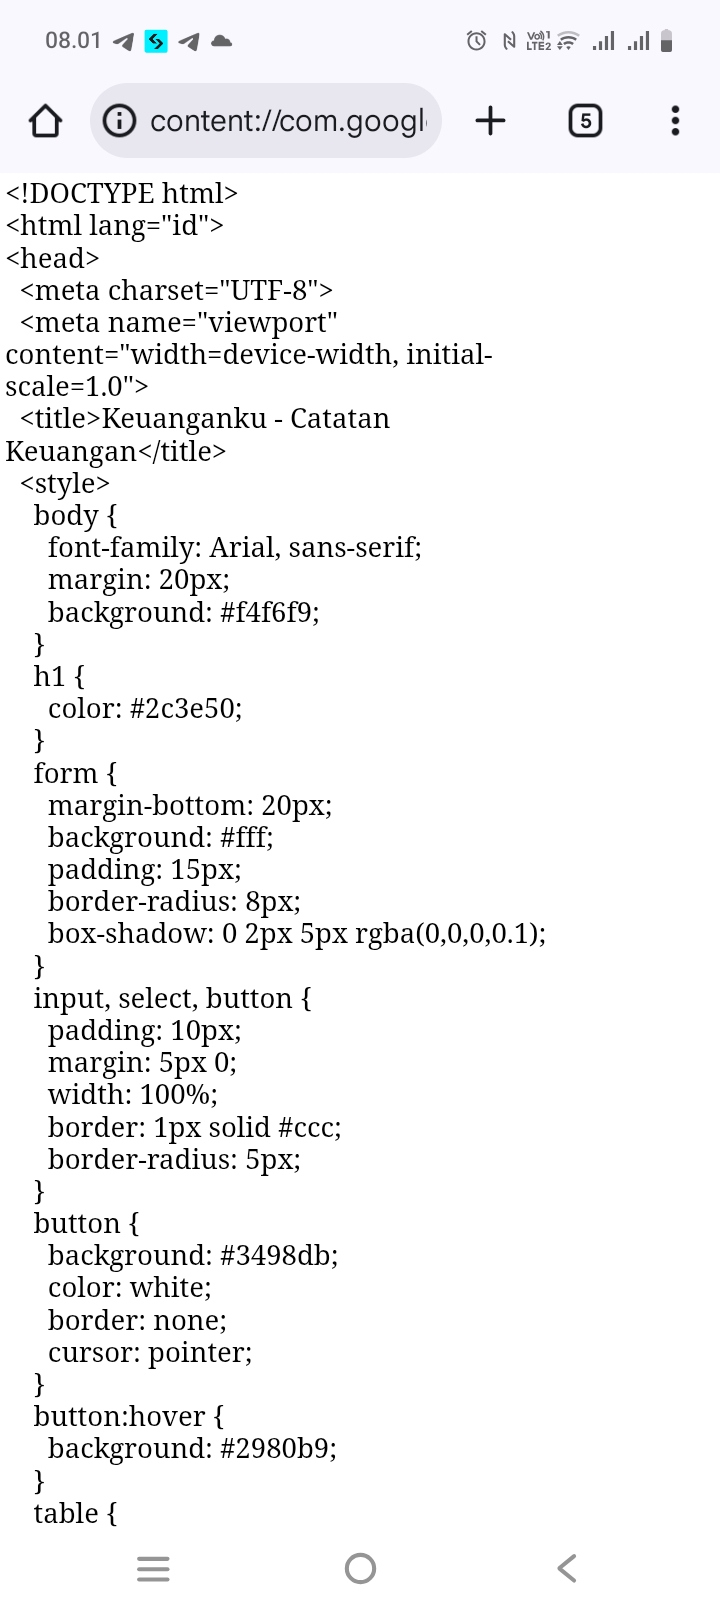 08.01
Vo)) 1
LTE2
content://com.googl
5
<!DOCTYPE html>
<html lang="id">
<head>
  <meta charset="UTF-8">
  <meta name="viewport"
content="width=device-width, initial-
scale=1.0">
  <title>Keuanganku - Catatan
Keuangan</title>
  <style>
    body {
      font-family: Arial, sans-serif;
      margin: 20px;
      background: #f4f6f9;
    }
    h1 {
      color: #2c3e50;
    }
    form {
      margin-bottom: 20px;
      background: #fff;
      padding: 15px;
      border-radius: 8px;
      box-shadow: 0 2px 5px rgba(0,0,0,0.1);
    }
    input, select, button {
      padding: 10px;
      margin: 5px 0;
      width: 100%;
      border: 1px solid #ccc;
      border-radius: 5px;
    }
    button {
      background: #3498db;
      color: white;
      border: none;
      cursor: pointer;
    }
    button:hover {
      background: #2980b9;
    }
    table {